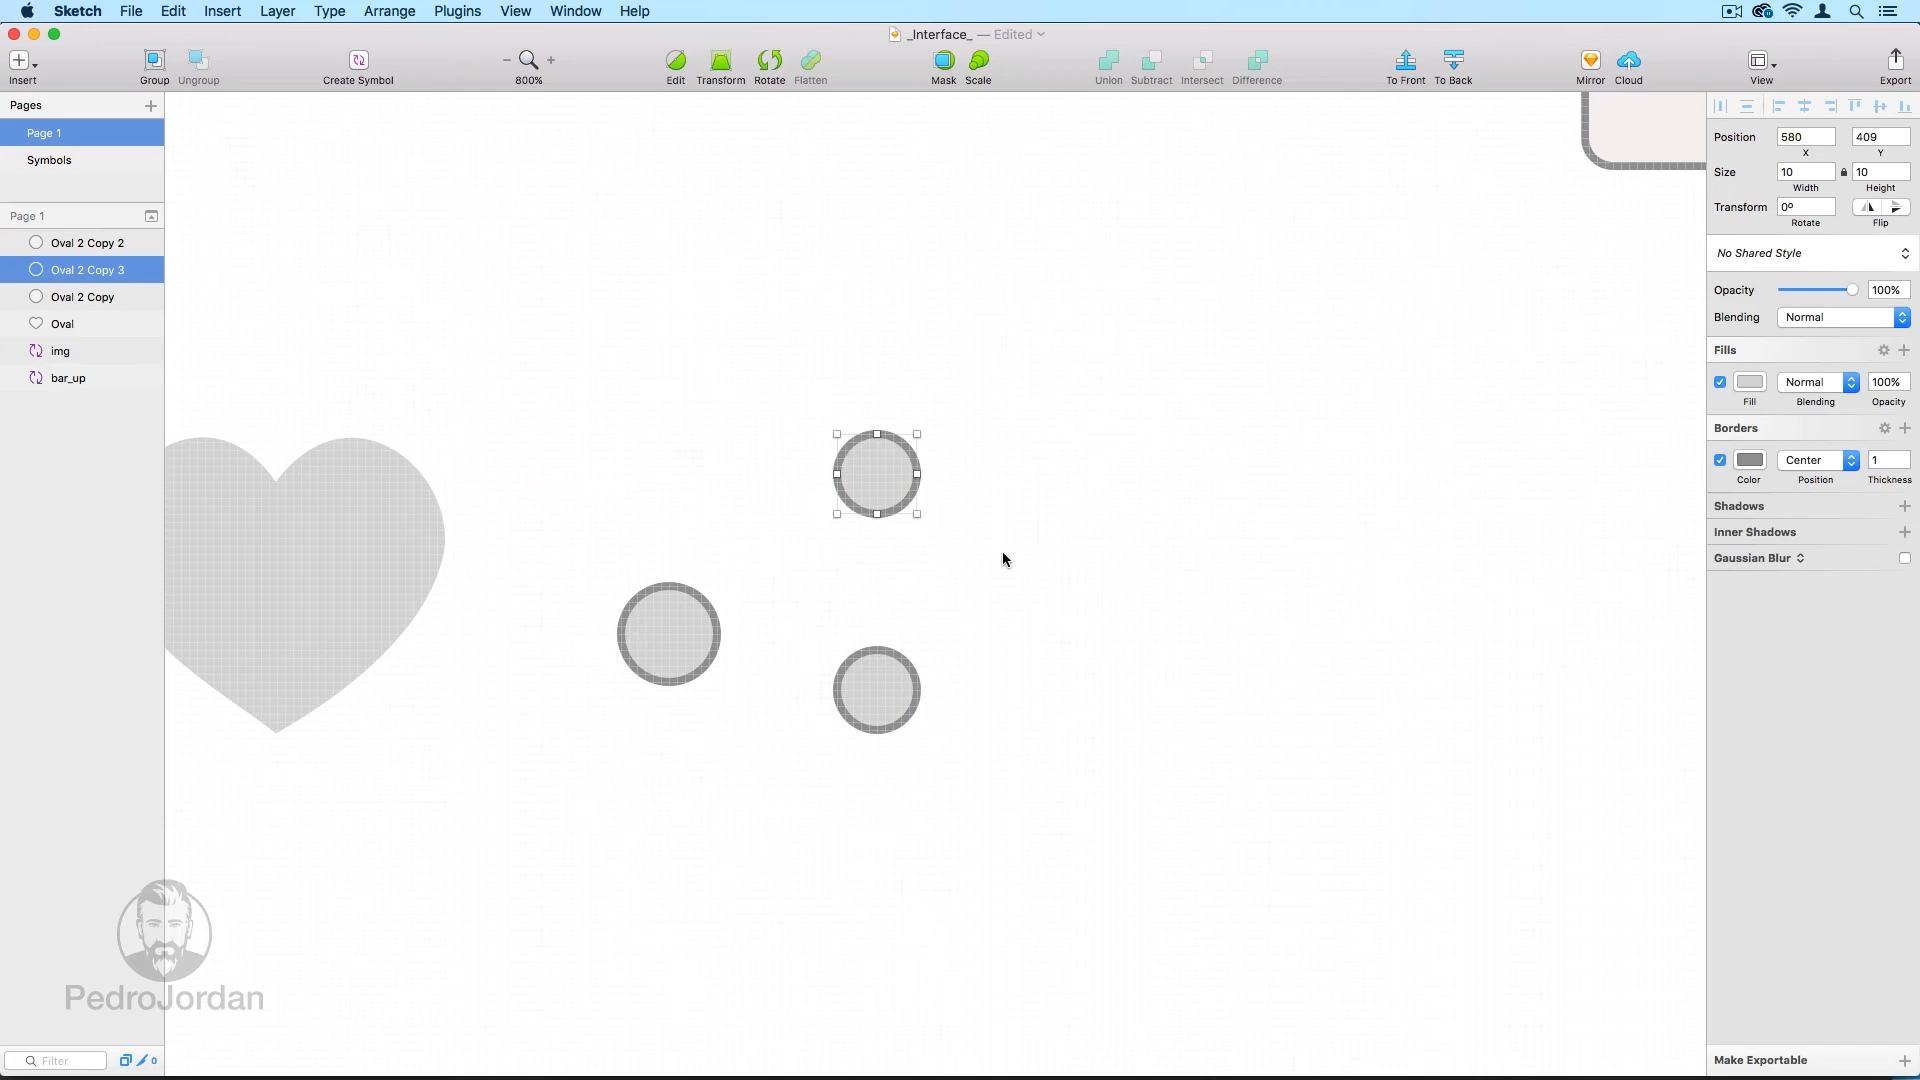 Sketch File Edit Insert Layer Type Arrange Plugins View Window Help
_Interface_ — Edited
Insert Group Ungroup Create Symbol 800% Edit Transform Rotate Flatten Mask Scale Union Subtract Intersect Difference To Front To Back Mirror Cloud View Export
Pages
Page 1
Symbols
Page 1
Oval 2 Copy 2
Oval 2 Copy 3
Oval 2 Copy
Oval
img
bar_up
PedroJordan
Filter 0
Position 580 409
X Y
Size 10 10
Width Height
Transform 0º
Rotate Flip
No Shared Style
Opacity 100%
Blending Normal
Fills
Normal 100%
Fill Blending Opacity
Borders
Center 1
Color Position Thickness
Shadows
Inner Shadows
Gaussian Blur
Make Exportable